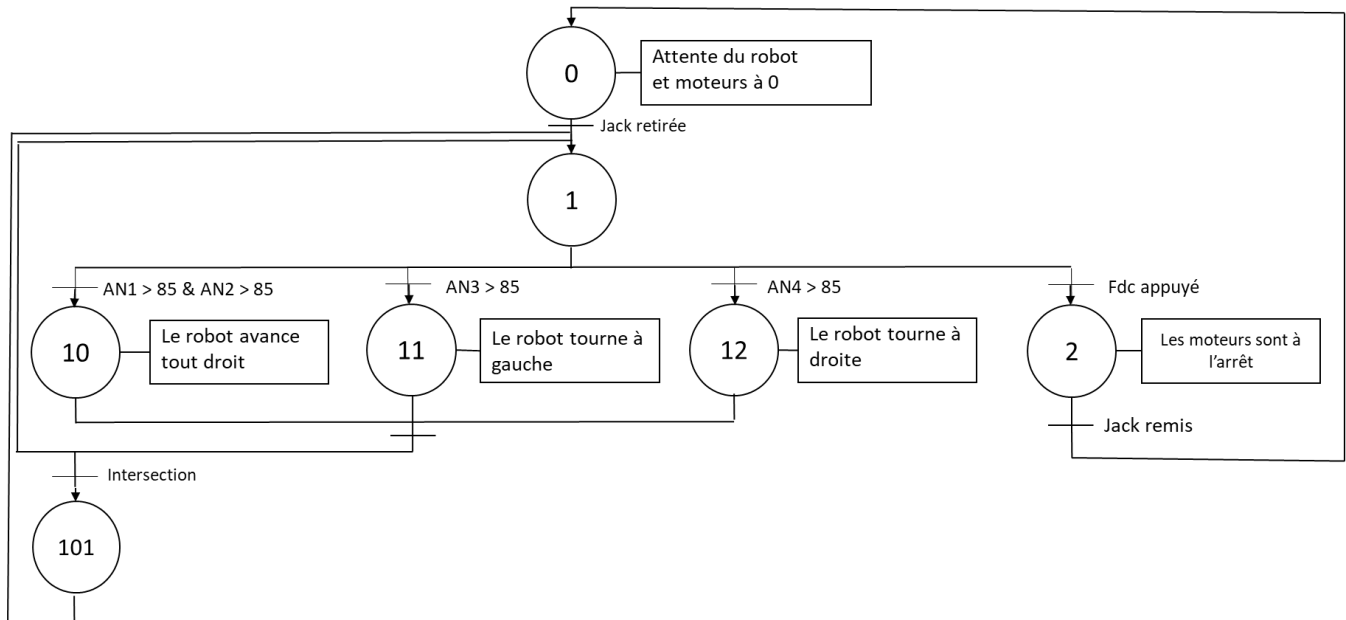 0
Attente du robot
et moteurs à 0
Jack retirée
1
AN1 > 85 & AN2 > 85
AN3 > 85
AN4 > 85
Fdc appuyé
10
Le robot avance
tout droit
11
Le robot tourne à
gauche
12
Le robot tourne à
droite
2
Les moteurs sont à
l’arrêt
Jack remis
Intersection
101